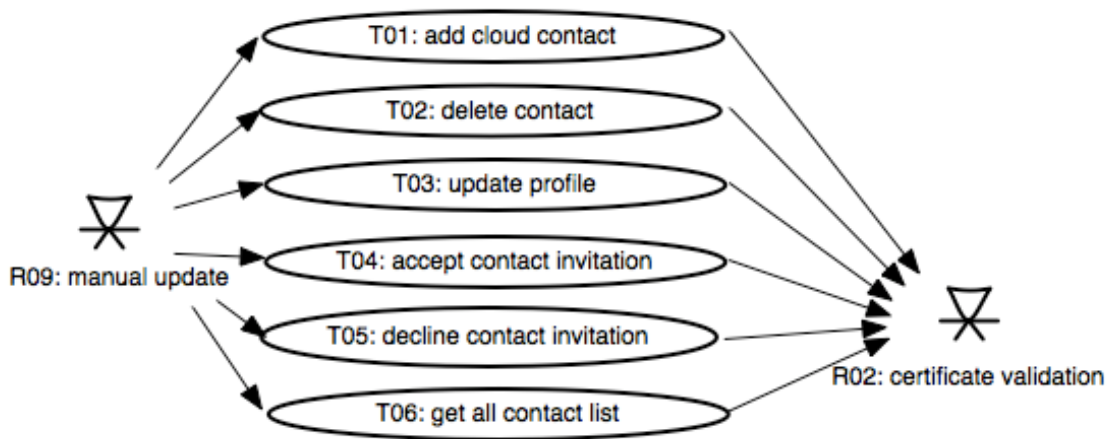 T01: add cloud contact
T02: delete contact
T03: update profile
R09: manual update
T04: accept contact invitation
T05: decline contact invitation
R02: certificate validation
T06: get all contact list